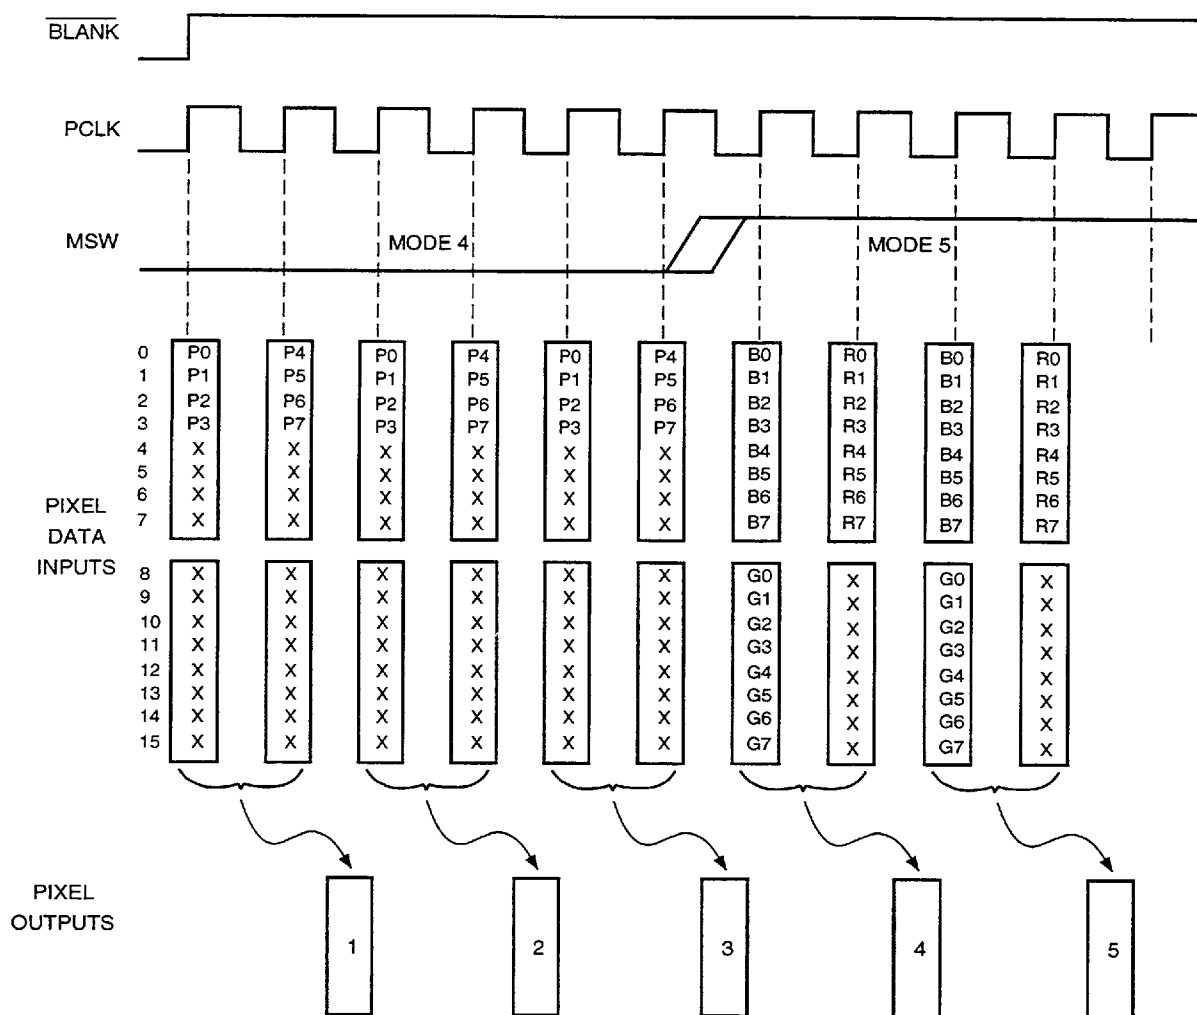 BLANK
PCLK
MSW
MODE 4
MODE 5
0 P0 P4 P0 P4 P0 P4 B0 R0 B0 R0
1 P1 P5 P1 P5 P1 P5 B1 R1 B1 R1
2 P2 P6 P2 P6 P2 P6 B2 R2 B2 R2
3 P3 P7 P3 P7 P3 P7 B3 R3 B3 R3
4 X X X X X X B4 R4 B4 R4
5 X X X X X X B5 R5 B5 R5
6 X X X X X X B6 R6 B6 R6
7 X X X X X X B7 R7 B7 R7
PIXEL
DATA
INPUTS
8 X X X X X X G0 X G0 X
9 X X X X X X G1 X G1 X
10 X X X X X X G2 X G2 X
11 X X X X X X G3 X G3 X
12 X X X X X X G4 X G4 X
13 X X X X X X G5 X G5 X
14 X X X X X X G6 X G6 X
15 X X X X X X G7 X G7 X
PIXEL
OUTPUTS
1 2 3 4 5